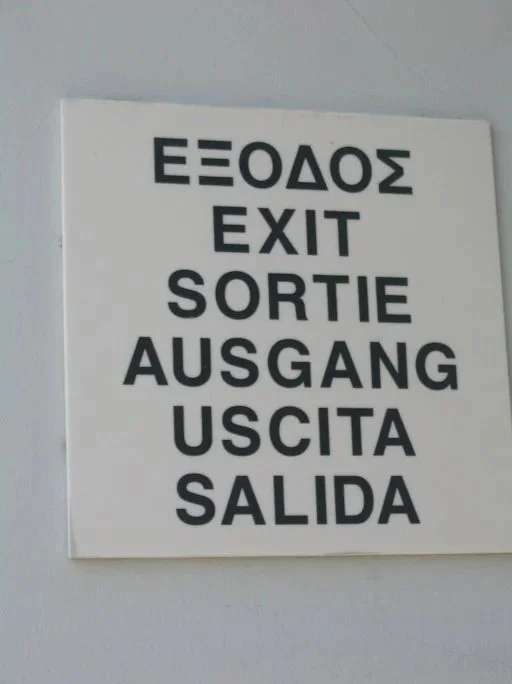 ΕΞΟΔΟΣ
EXIT
SORTIE
AUSGANG
USCITA
SALIDA